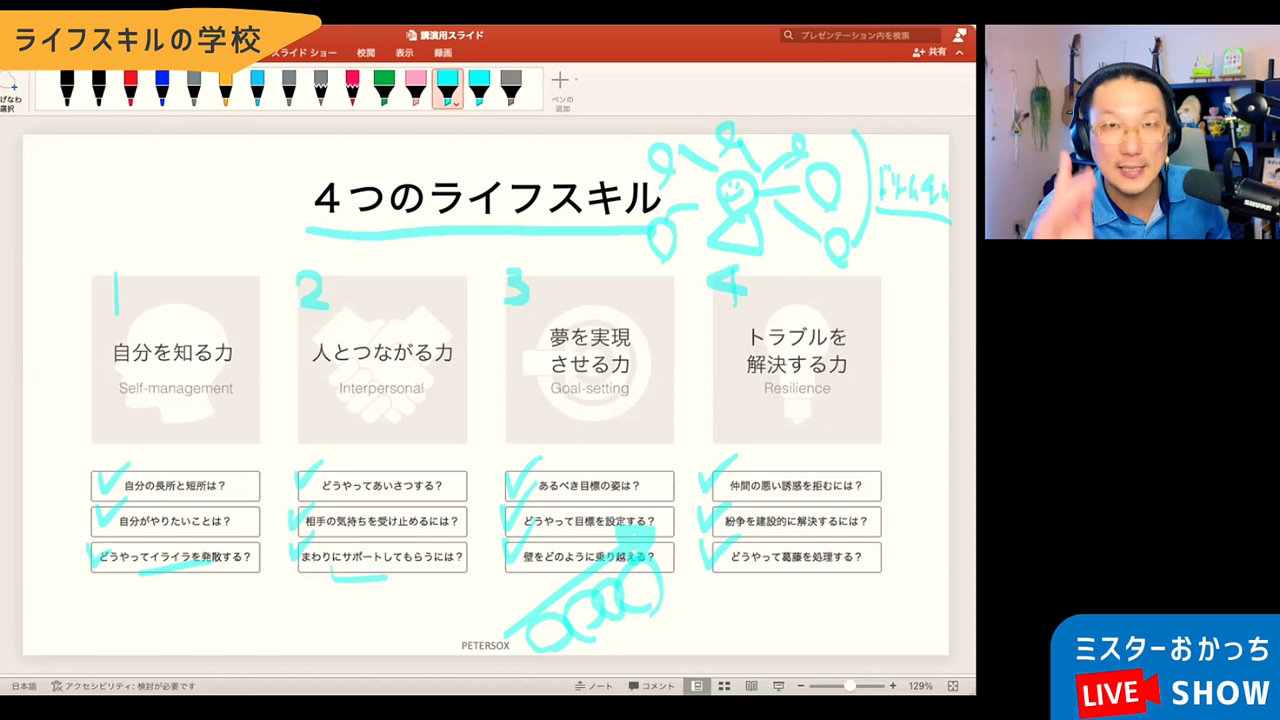 ライフスキルの学校
講演用スライド
プレゼンテーション内を検索
スライド ショー
校閲
表示
録画
共有
げなわ
選択
ペンの
追加
4つのライフスキル
1
2
3
4
自分を知る力
Self-management
人とつながる力
Interpersonal
夢を実現
させる力
Goal-setting
トラブルを
解決する力
Resilience
自分の長所と短所は？
どうやってあいさつする？
あるべき目標の姿は？
仲間の悪い誘惑を拒むには？
自分がやりたいことは？
相手の気持ちを受け止めるには？
どうやって目標を設定する？
紛争を建設的に解決するには？
どうやってイライラを発散する？
まわりにサポートしてもらうには？
壁をどのように乗り越える？
どうやって葛藤を処理する？
PETERSOX
日本語
アクセシビリティ: 検討が必要です
ノート
コメント
129%
SHURE
ミスターおかっち
LIVE SHOW